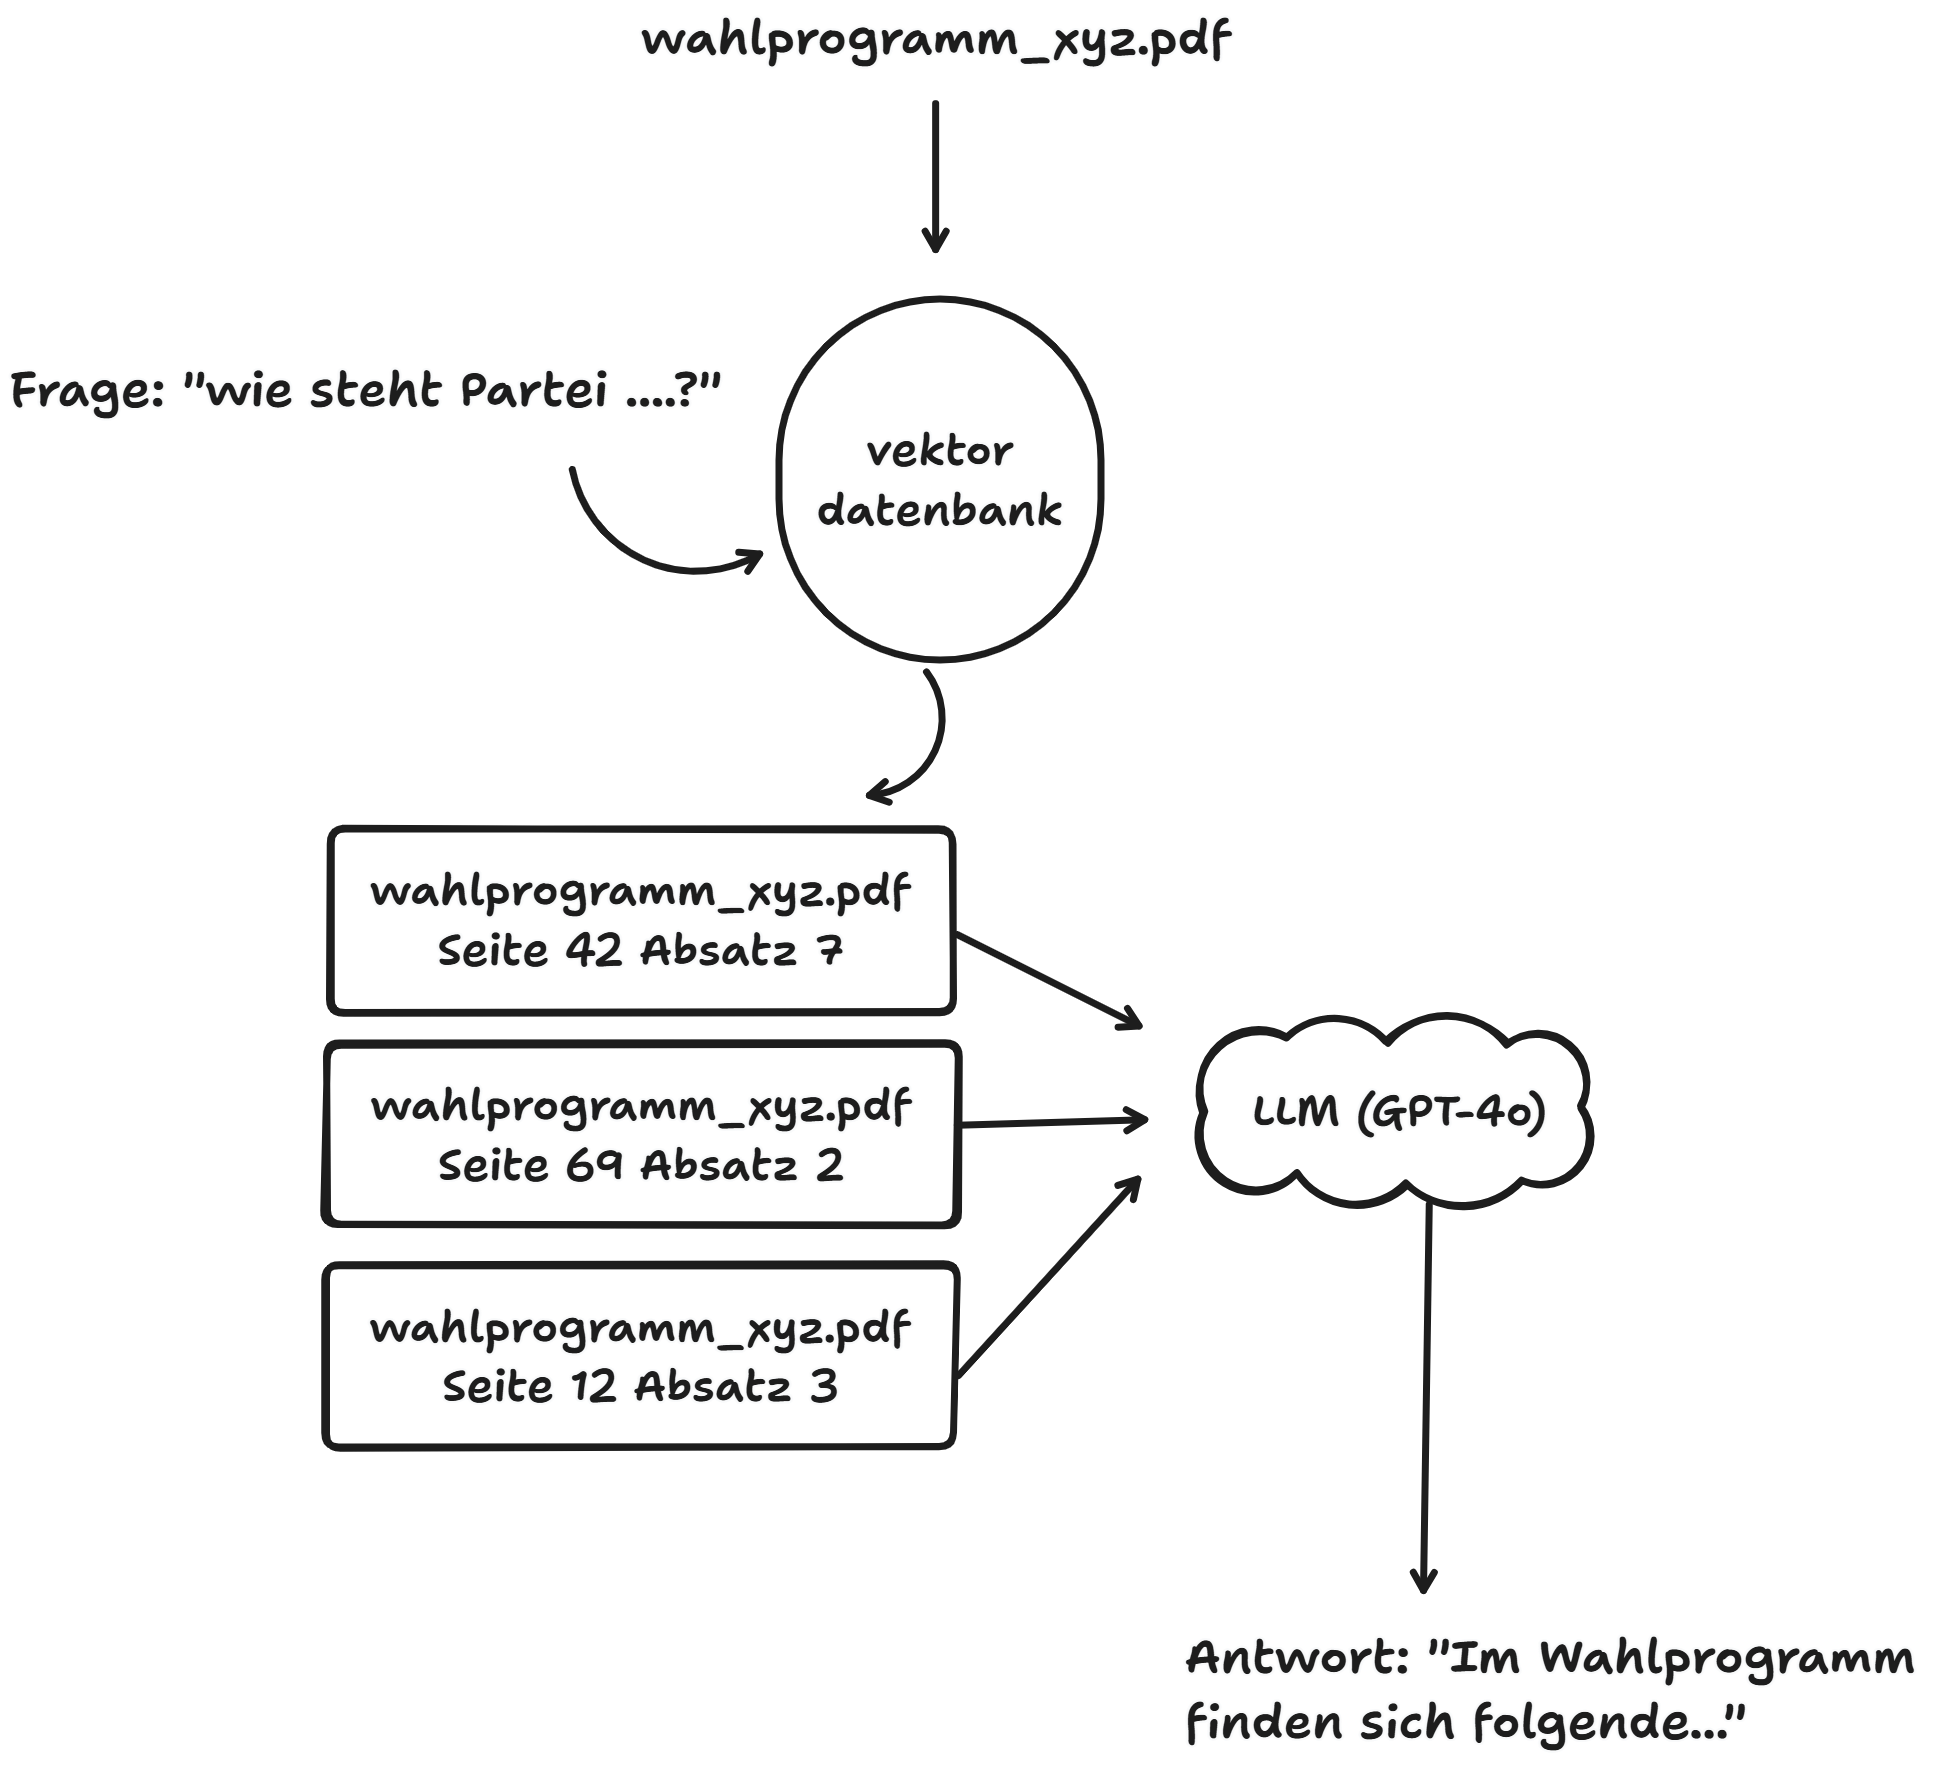 wahlprogramm_xyz.pdf
Frage: "wie steht Partei ....?"
vektor
datenbank
wahlprogramm_xyz.pdf
Seite 42 Absatz 7
wahlprogramm_xyz.pdf
Seite 69 Absatz 2
wahlprogramm_xyz.pdf
Seite 12 Absatz 3
LLM (GPT-4o)
Antwort: "Im Wahlprogramm
finden sich folgende..."